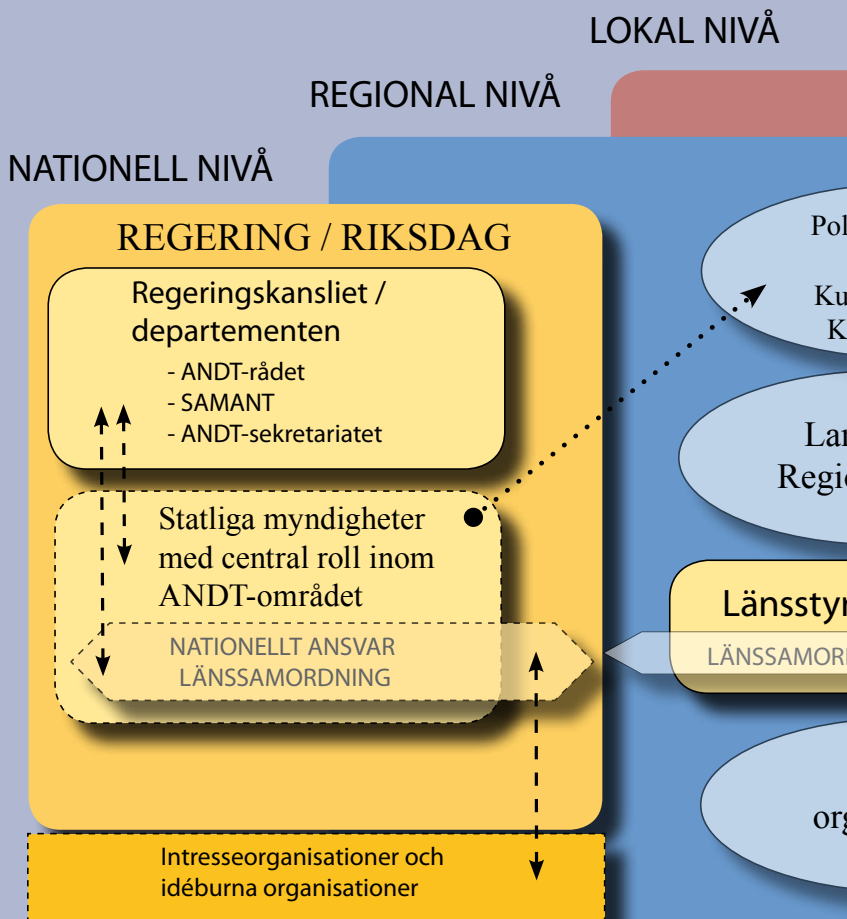 LOKAL NIVÅ
REGIONAL NIVÅ
NATIONELL NIVÅ
REGERING / RIKSDAG
Regeringskansliet /
departementen
- ANDT-rådet
- SAMANT
- ANDT-sekretariatet
Statliga myndigheter
med central roll inom
ANDT-området
NATIONELLT ANSVAR
LÄNSSAMORDNING
Intresseorganisationer och
idéburna organisationer